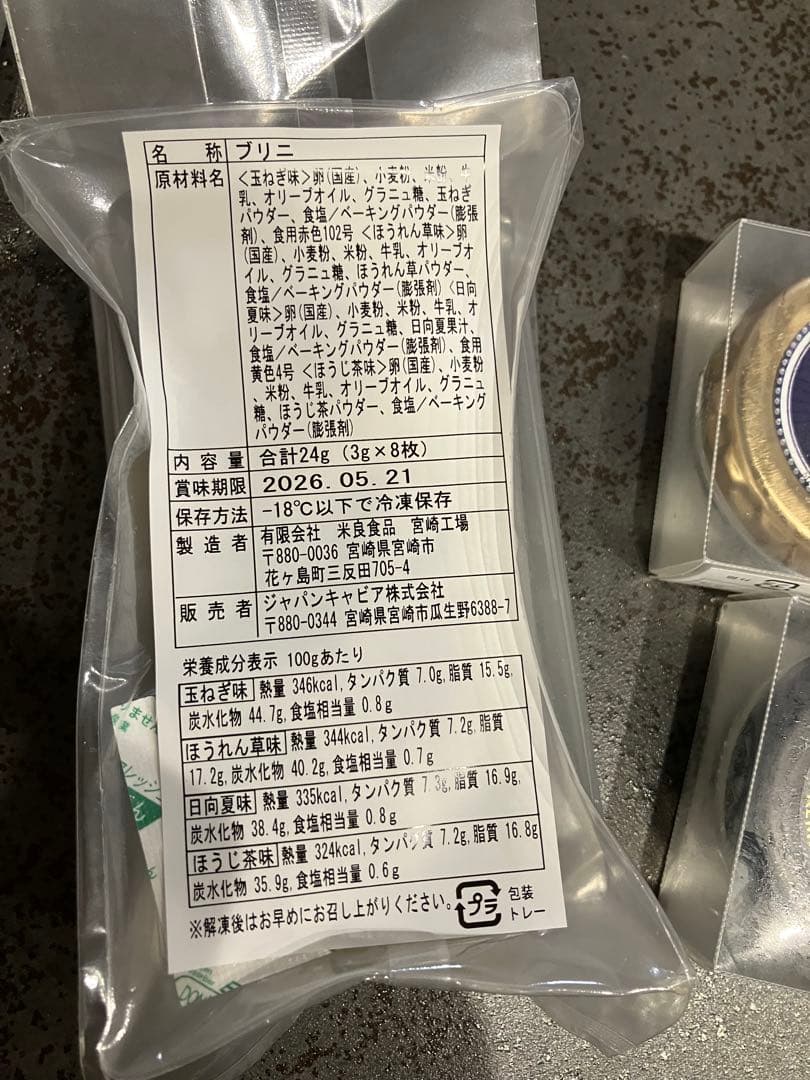 名称 ブリニ
原材料名 <玉ねぎ味>卵(国産)、小麦粉、米粉、牛
乳、オリーブオイル、グラニュ糖、玉ねぎ
パウダー、食塩/ベーキングパウダー(膨張
剤)、食用赤色102号 <ほうれん草味>卵
(国産)、小麦粉、米粉、牛乳、オリーブオ
イル、グラニュ糖、ほうれん草パウダー、
食塩/ベーキングパウダー(膨張剤)<日向
夏味>卵(国産)、小麦粉、米粉、牛乳、オ
リーブオイル、グラニュ糖、日向夏果汁、
食塩/ベーキングパウダー(膨張剤)、食用
黄色4号 <ほうじ茶味>卵(国産)、小麦粉
、米粉、牛乳、オリーブオイル、グラニュ
糖、ほうじ茶パウダー、食塩/ベーキング
パウダー(膨張剤)
内容量 合計24g (3g×8枚)
賞味期限 2026.05.21
保存方法 -18℃以下で冷凍保存
製造者 有限会社 米良食品 宮崎工場
〒880-0036 宮崎県宮崎市
花ヶ島町三反田705-4
販売者 ジャパンキャビア株式会社
〒880-0344 宮崎県宮崎市瓜生野6388-7
栄養成分表示 100gあたり
玉ねぎ味 熱量 346kcal,タンパク質 7.0g,脂質 15.5g,
炭水化物 44.7g,食塩相当量 0.8g
ほうれん草味 熱量 344kcal,タンパク質 7.2g,脂質
17.2g,炭水化物 40.2g,食塩相当量 0.7g
日向夏味 熱量 335kcal,タンパク質 7.3g,脂質 16.9g,
炭水化物 38.4g,食塩相当量 0.8g
ほうじ茶味 熱量 324kcal,タンパク質 7.2g,脂質 16.8g
炭水化物 35.9g,食塩相当量 0.6g
※解凍後はお早めにお召し上がりください。
プラ 包装
トレー